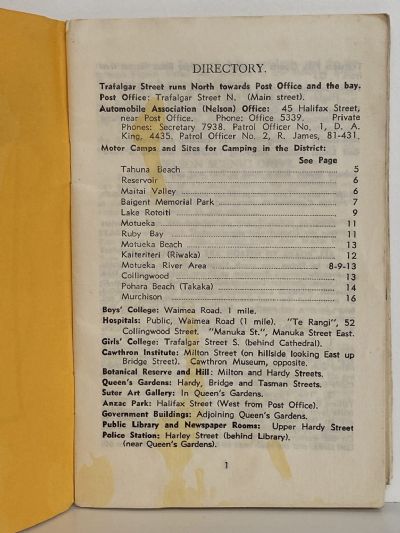 DIRECTORY.
Trafalgar Street runs North towards Post Office and the bay.
Post Office: Trafalgar Street N. (Main street).
Automobile Association (Nelson) Office: 45 Halifax Street,
near Post Office. Phone: Office 5339. Private
Phones: Secretary 7938. Patrol Officer No. 1, D. A.
King, 4435. Patrol Officer No. 2, R. James, 81-431.
Motor Camps and Sites for Camping in the District:
See Page
Tahuna Beach 5
Reservoir 6
Maitai Valley 6
Baigent Memorial Park 7
Lake Rotoiti 9
Motueka 11
Ruby Bay 11
Motueka Beach 13
Kaiteriteri (Riwaka) 12
Motueka River Area 8-9-13
Collingwood 13
Pohara Beach (Takaka) 14
Murchison 16
Boys' College: Waimea Road. 1 mile.
Hospitals: Public, Waimea Road (1 mile). "Te Rangi", 52
Collingwood Street. "Manuka St.", Manuka Street East.
Girls' College: Trafalgar Street S. (behind Cathedral).
Cawthron Institute: Milton Street (on hillside looking East up
Bridge Street). Cawthron Museum, opposite.
Botanical Reserve and Hill: Milton and Hardy Streets.
Queen's Gardens: Hardy, Bridge and Tasman Streets.
Suter Art Gallery: In Queen's Gardens.
Anzac Park: Halifax Street (West from Post Office).
Government Buildings: Adjoining Queen's Gardens.
Public Library and Newspaper Rooms: Upper Hardy Street
Police Station: Harley Street (behind Library),
(near Queen's Gardens).
1